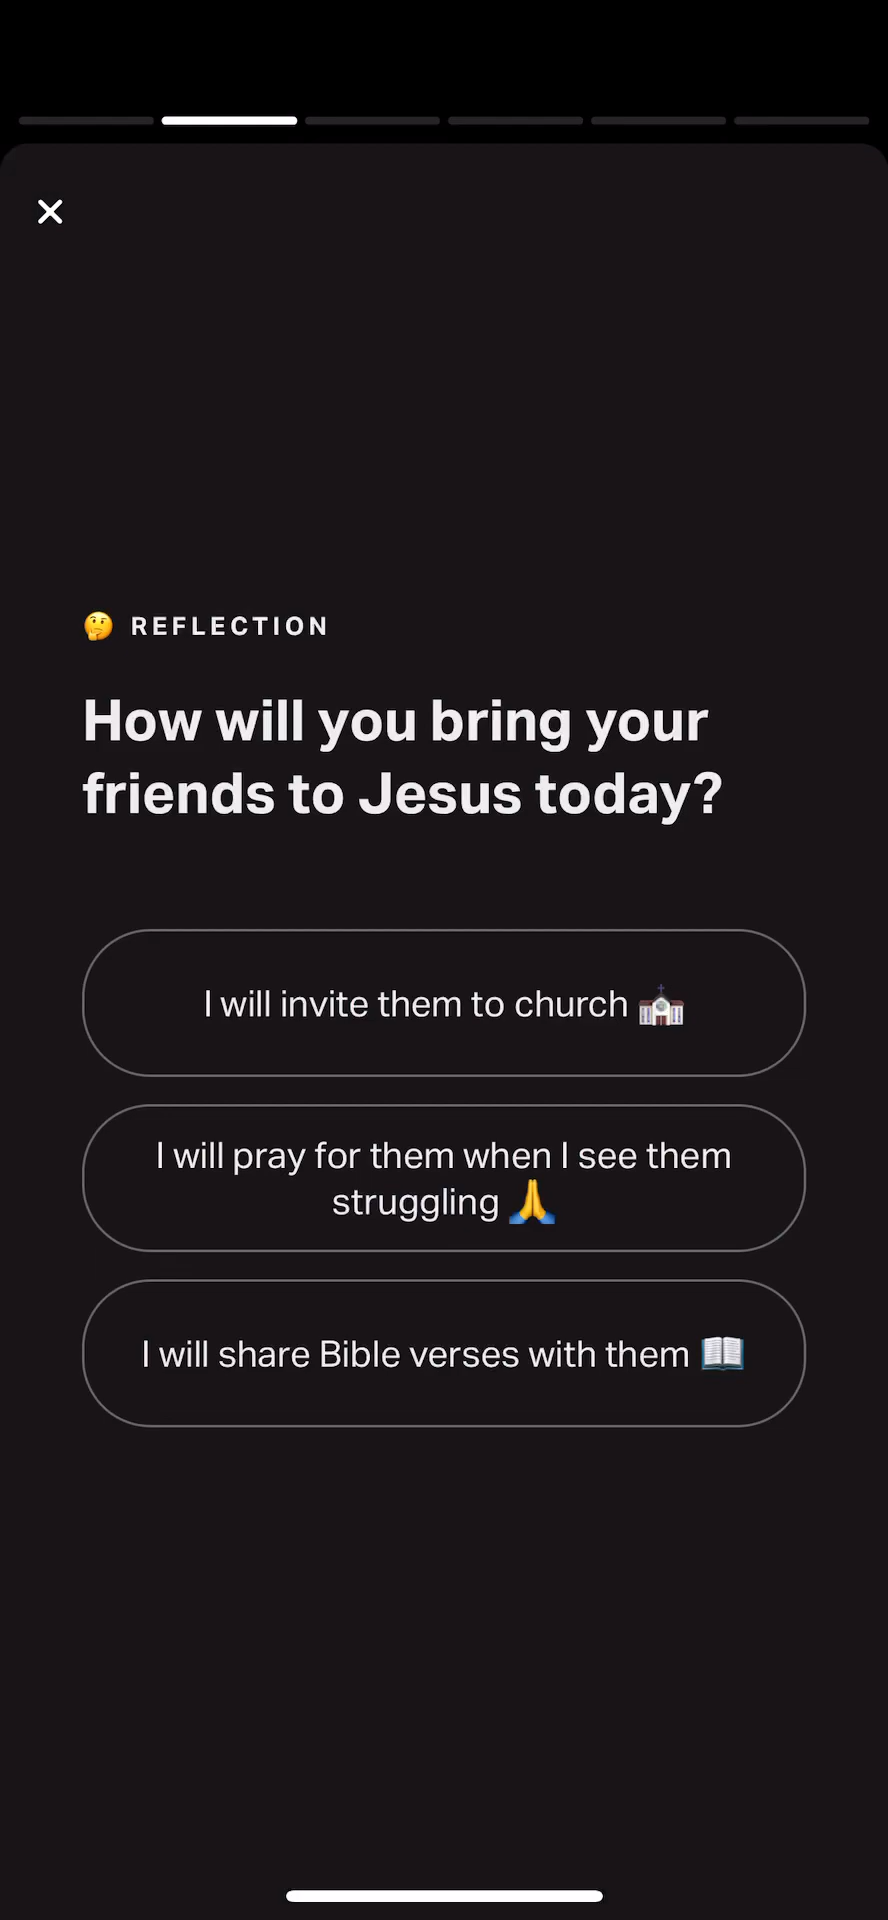 🤔 REFLECTION
How will you bring your
friends to Jesus today?
I will invite them to church ⛪
I will pray for them when I see them
struggling 🙏
I will share Bible verses with them 📖